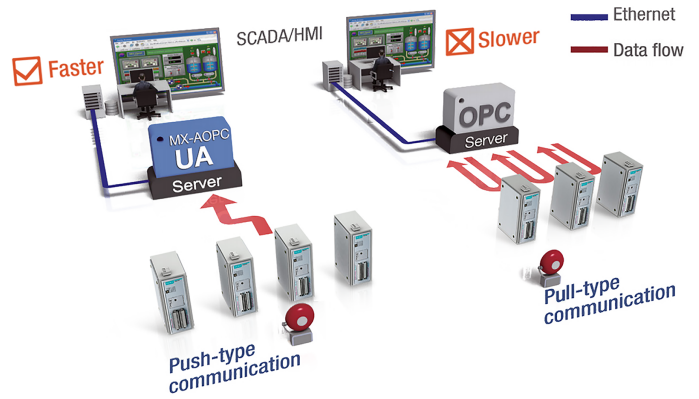 Faster
SCADA/HMI
Slower
Ethernet
Data flow
MX-AOPC
UA
Server
OPC
Server
Push-type
communication
Pull-type
communication